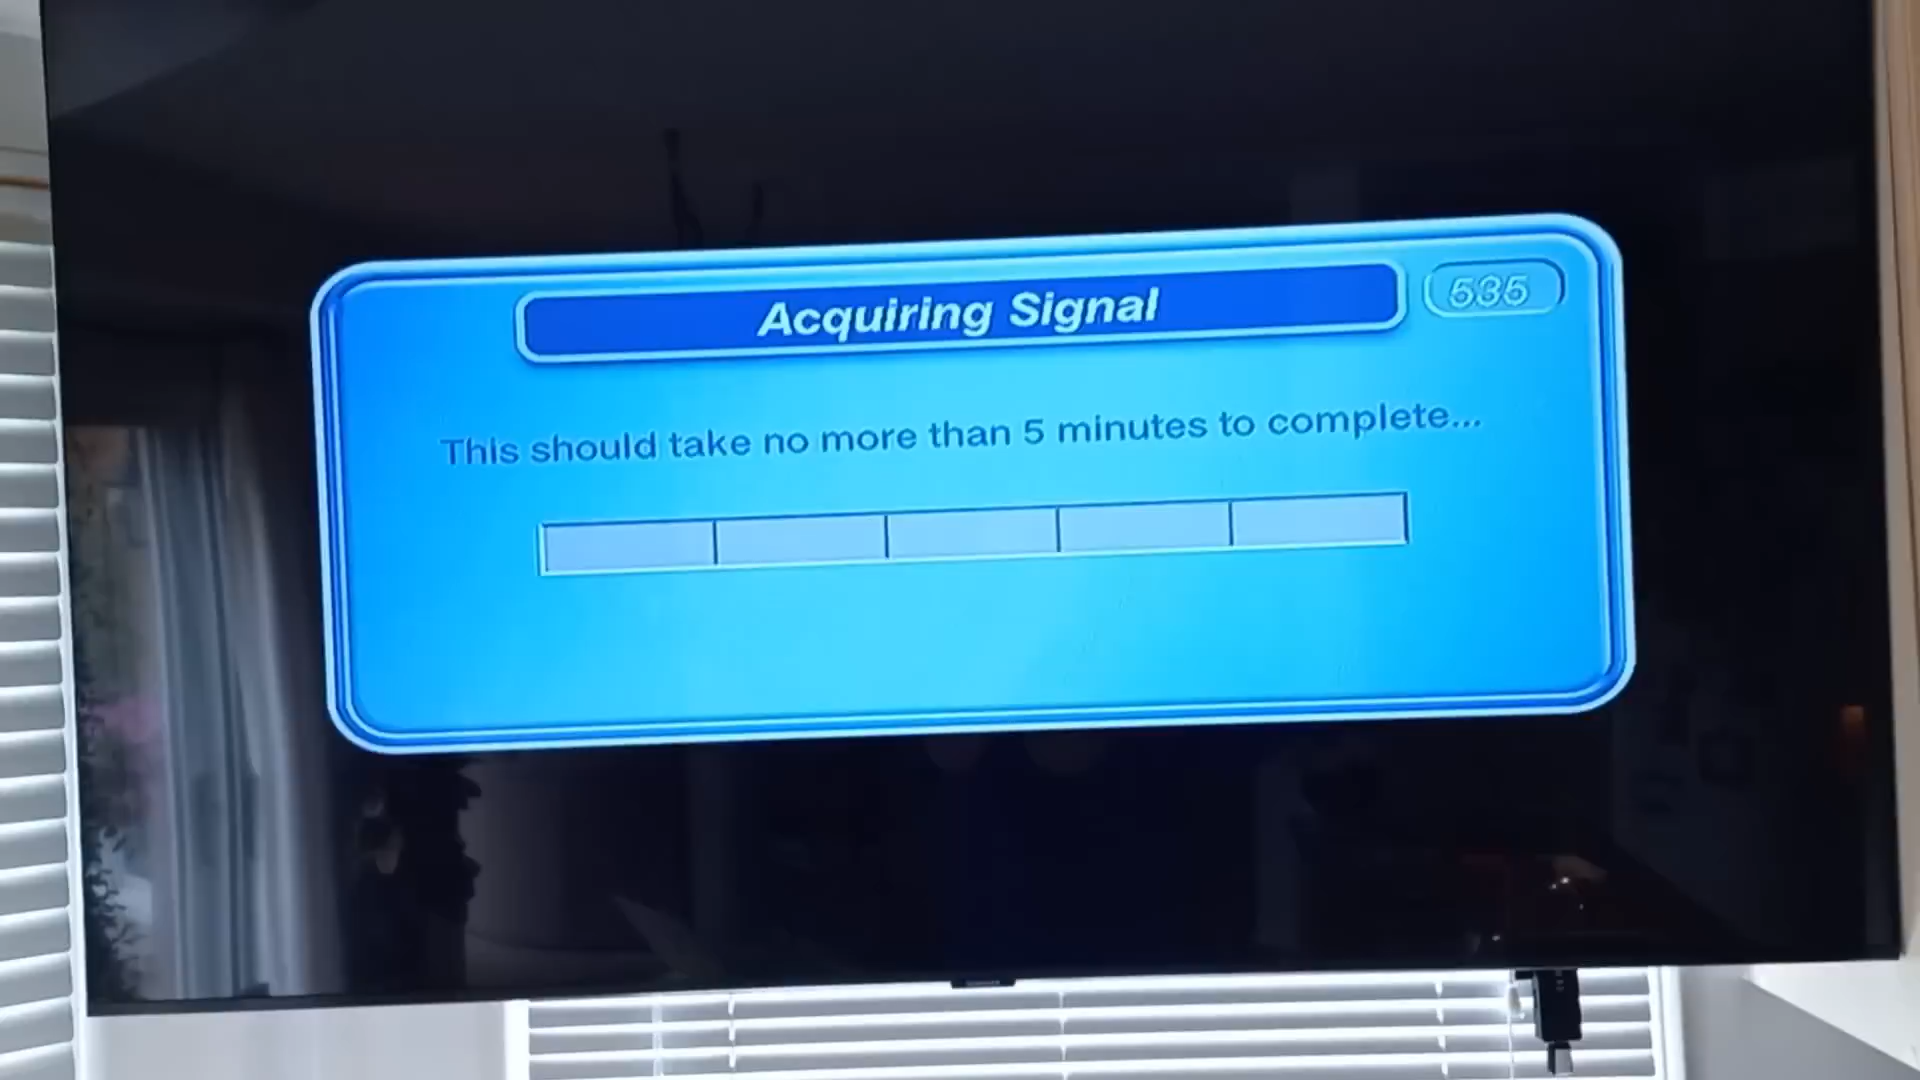 Acquiring Signal
535
This should take no more than 5 minutes to complete...